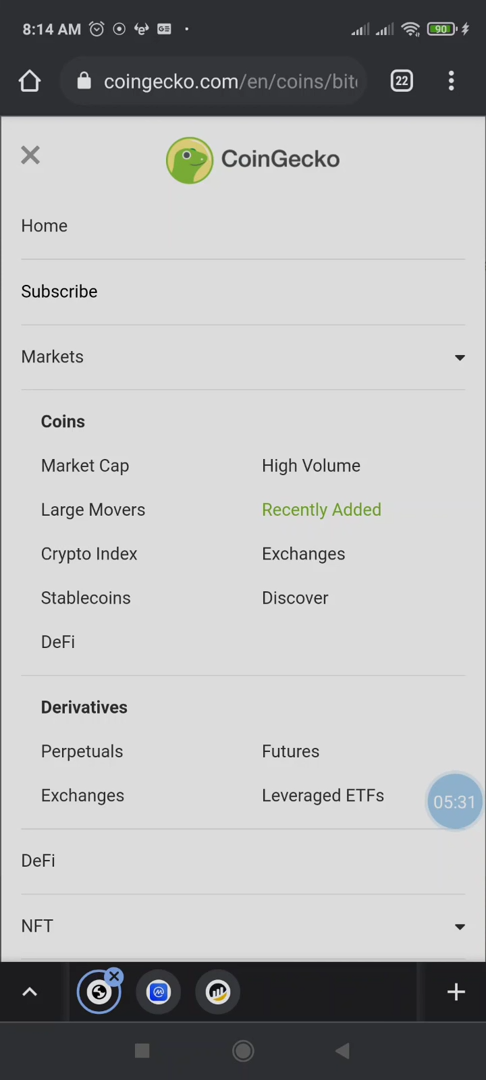 8:14 AM 90
coingecko.com/en/coins/bit
22
CoinGecko
Home
Subscribe
Markets
Coins
Market Cap High Volume
Large Movers Recently Added
Crypto Index Exchanges
Stablecoins Discover
DeFi
Derivatives
Perpetuals Futures
Exchanges Leveraged ETFs
05:31
DeFi
NFT